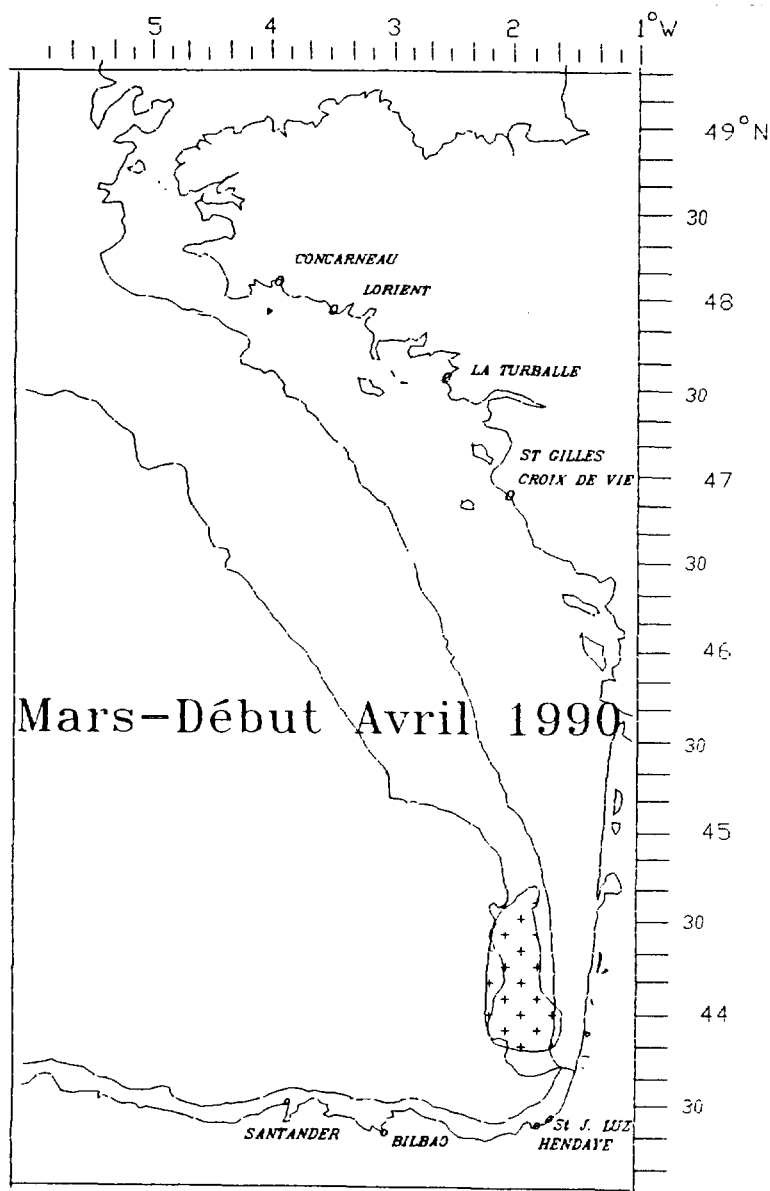 5 4 3 2 1°W
49°N
30
CONCARNEAU
48
LORIENT
LA TURBALLE
30
ST GILLES
CROIX DE VIE
47
30
46
Mars-Début Avril 1990
30
45
30
44
30
SANTANDER
BILBAO
St J. LUZ
HENDAYE